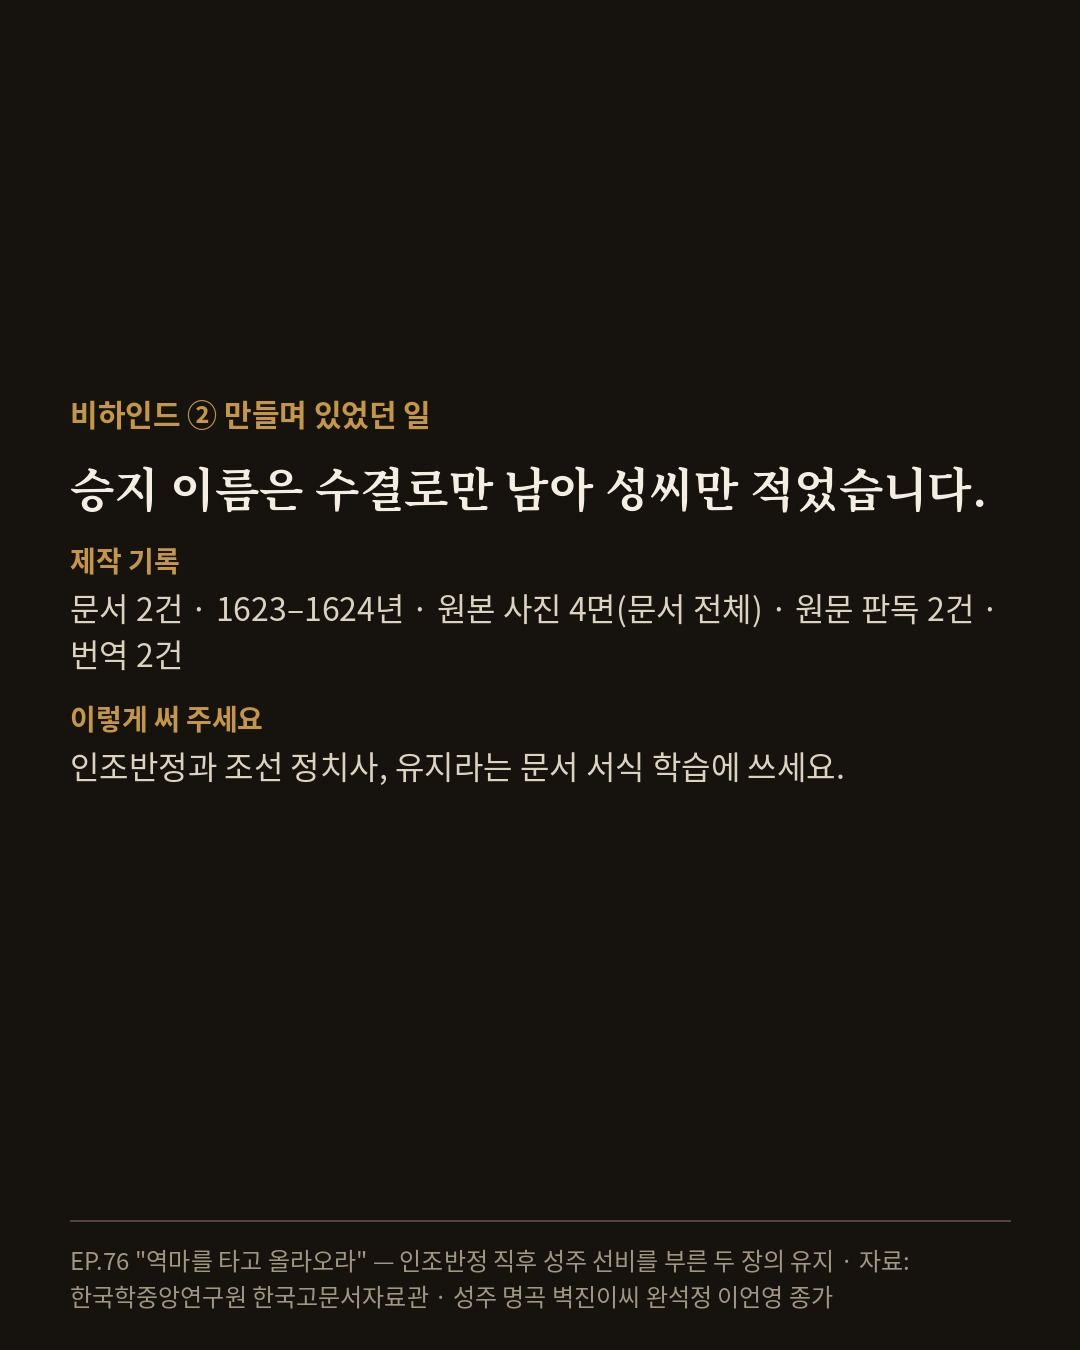 비하인드 ② 만들며 있었던 일
승지 이름은 수결로만 남아 성씨만 적었습니다.
제작 기록
문서 2건 · 1623–1624년 · 원본 사진 4면(문서 전체) · 원문 판독 2건 ·
번역 2건
이렇게 써 주세요
인조반정과 조선 정치사, 유지라는 문서 서식 학습에 쓰세요.
EP.76 "역마를 타고 올라오라" — 인조반정 직후 성주 선비를 부른 두 장의 유지 · 자료:
한국학중앙연구원 한국고문서자료관 · 성주 명곡 벽진이씨 완석정 이언영 종가